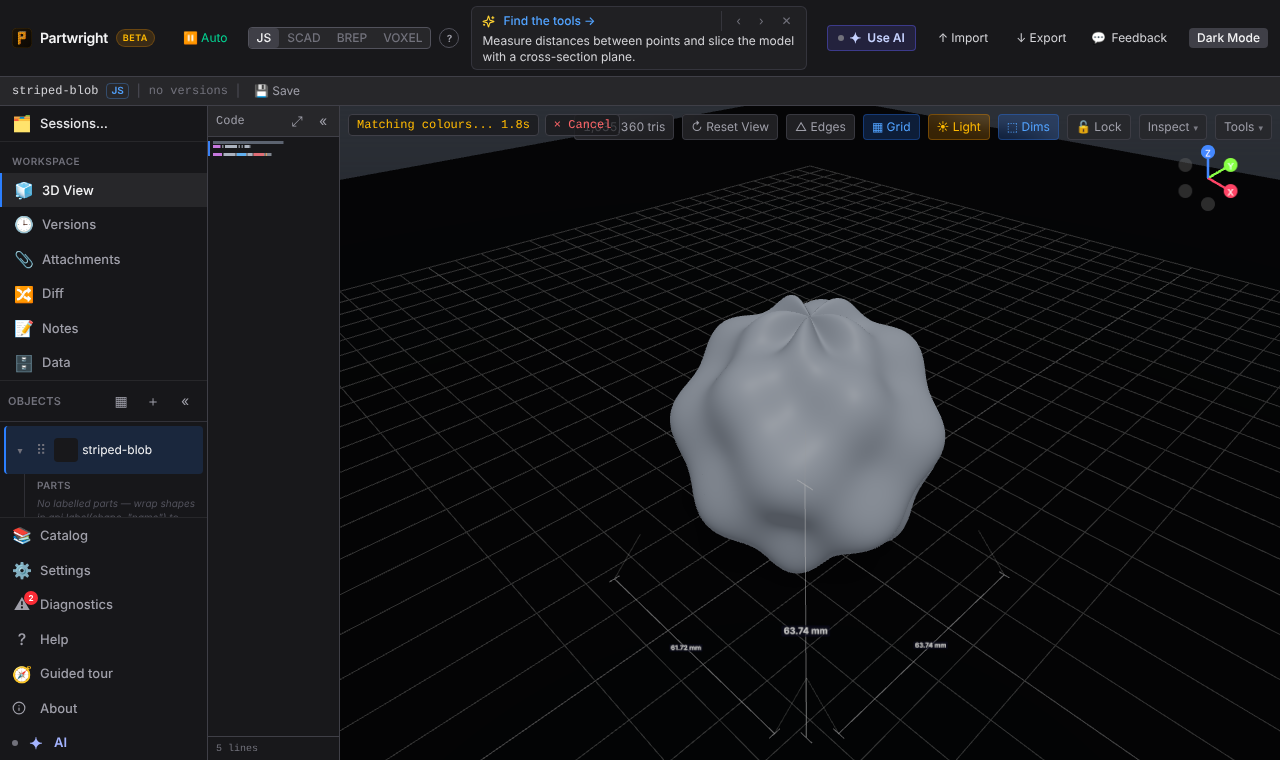 Partwright BETA
Auto
JS SCAD BREP VOXEL ?
Find the tools →
Measure distances between points and slice the model
with a cross-section plane.
Use AI
↑ Import
↓ Export
Feedback
Dark Mode
striped-blob JS | no versions | Save
Sessions...
WORKSPACE
3D View
Versions
Attachments
Diff
Notes
Data
OBJECTS
striped-blob
PARTS
No labelled parts — wrap shapes
Catalog
Settings
2
Diagnostics
? Help
Guided tour
About
AI
Code
5 lines
Matching colours... 1.8s
× Cancel
360 tris
Reset View
Edges
Grid
Light
Dims
Lock
Inspect
Tools
Z
Y
X
63.74 mm
61.72 mm
63.74 mm